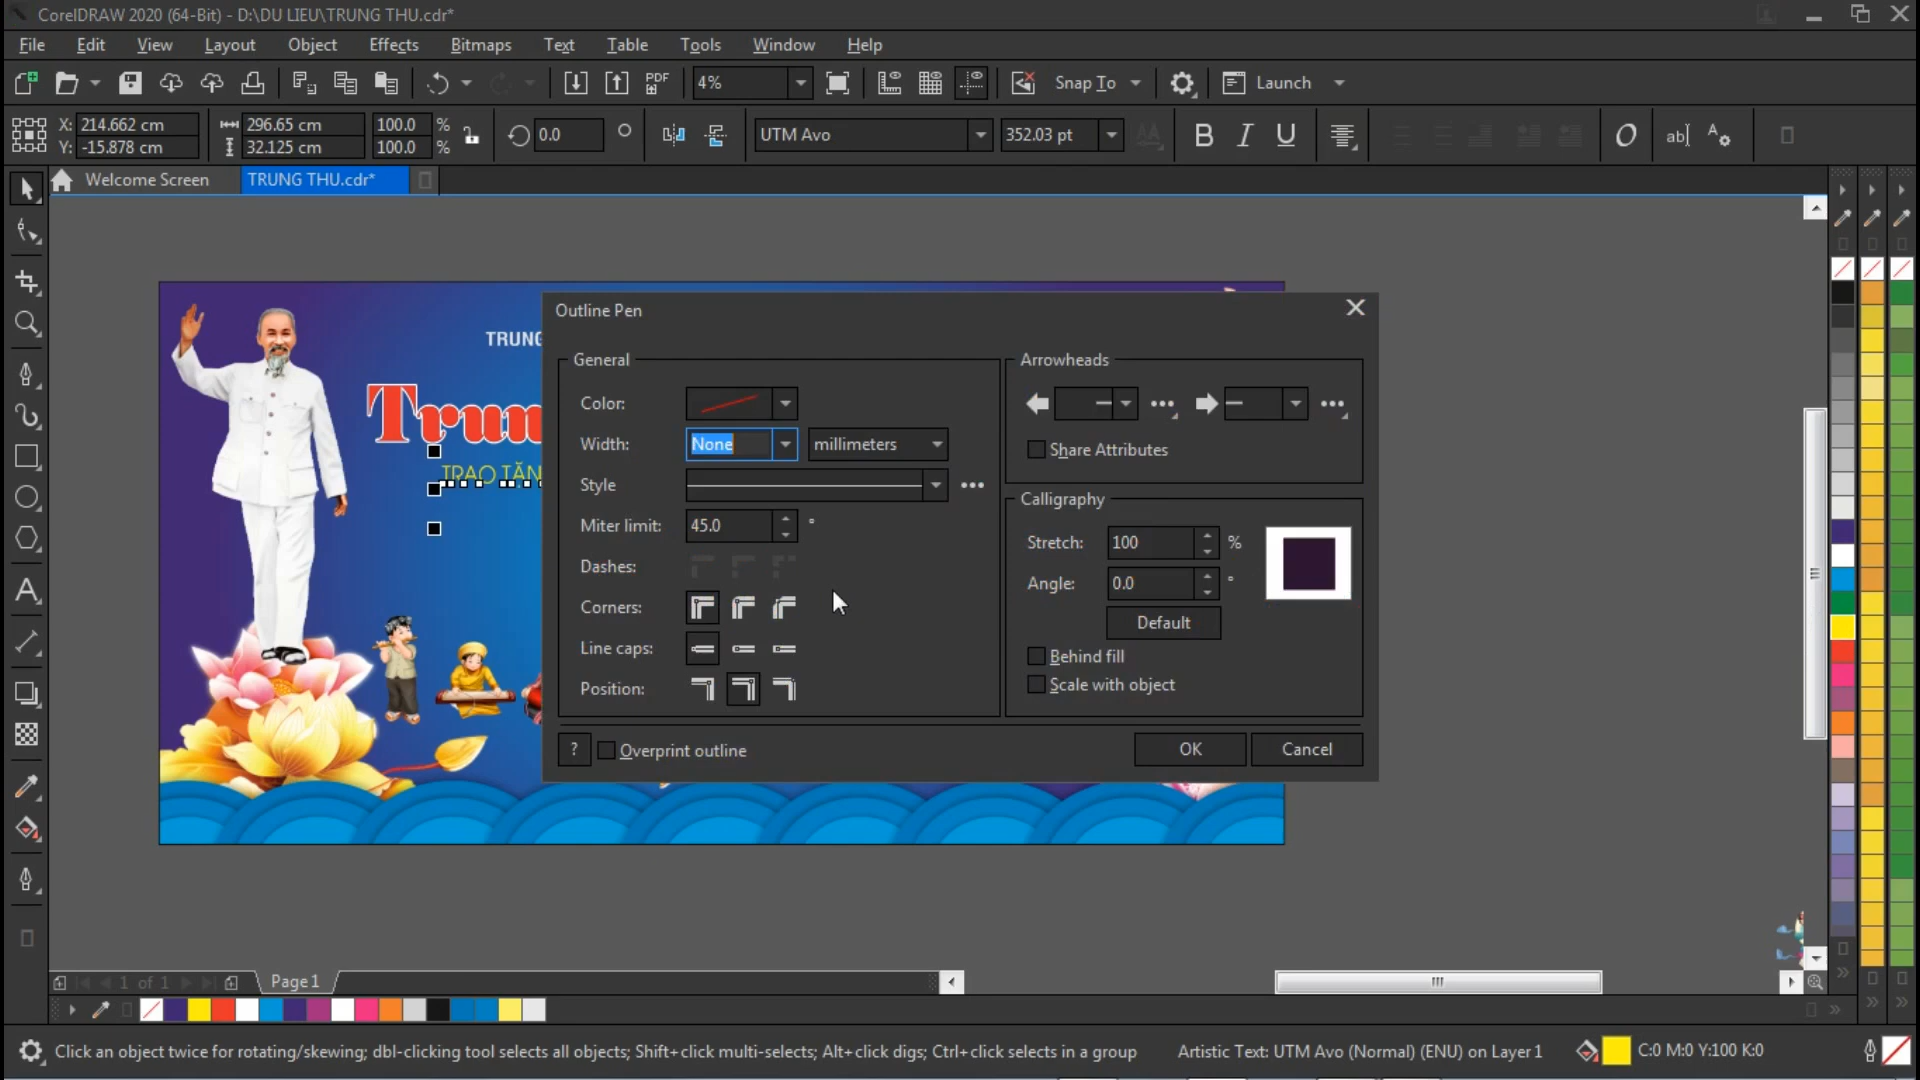 CorelDRAW 2020 (64-Bit) - D:\DU LIEU\TRUNG THU.cdr*
File Edit View Layout Object Effects Bitmaps Text Table Tools Window Help
PDF 4% Snap To Launch
X: 214.662 cm 296.65 cm 100.0 % 0.0 ° UTM Avo 352.03 pt B I U O ab|
Y: -15.878 cm 32.125 cm 100.0 %
Welcome Screen TRUNG THU.cdr*
TRUNG
Trun
TRAO TẶN
Outline Pen
General
Color:
Width: None millimeters
Style
Miter limit: 45.0 °
Dashes:
Corners:
Line caps:
Position:
Arrowheads
Share Attributes
Calligraphy
Stretch: 100 %
Angle: 0.0 °
Default
Behind fill
Scale with object
? Overprint outline OK Cancel
1 of 1 Page1
Click an object twice for rotating/skewing; dbl-clicking tool selects all objects; Shift+click multi-selects; Alt+click digs; Ctrl+click selects in a group Artistic Text: UTM Avo (Normal) (ENU) on Layer 1 C:0 M:0 Y:100 K:0